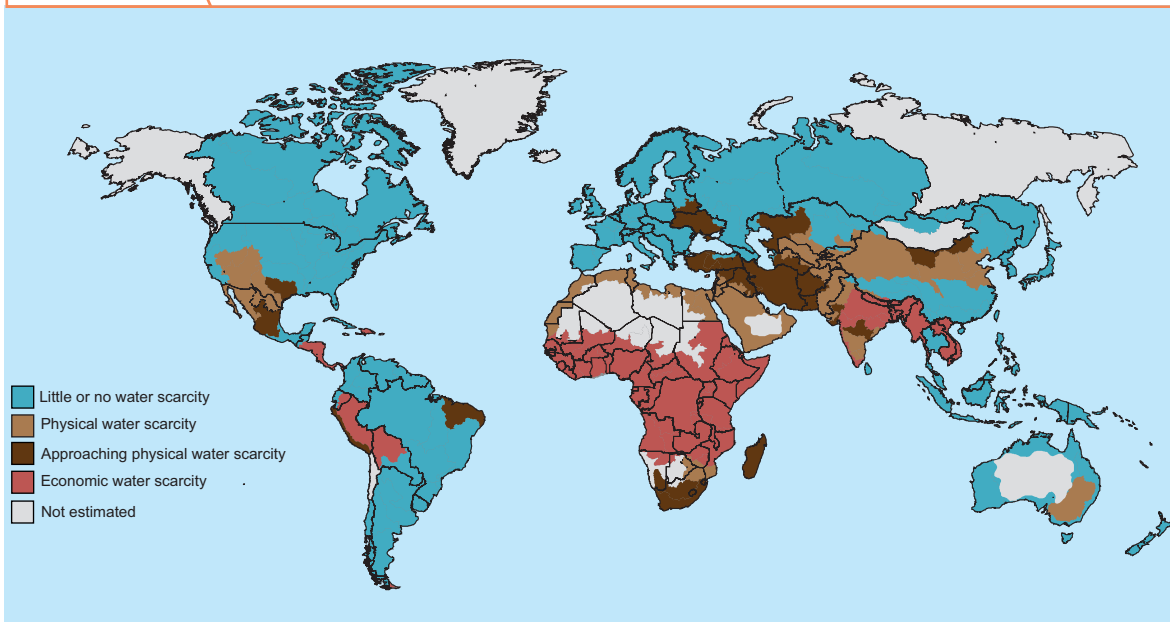 Little or no water scarcity
Physical water scarcity
Approaching physical water scarcity
Economic water scarcity
Not estimated